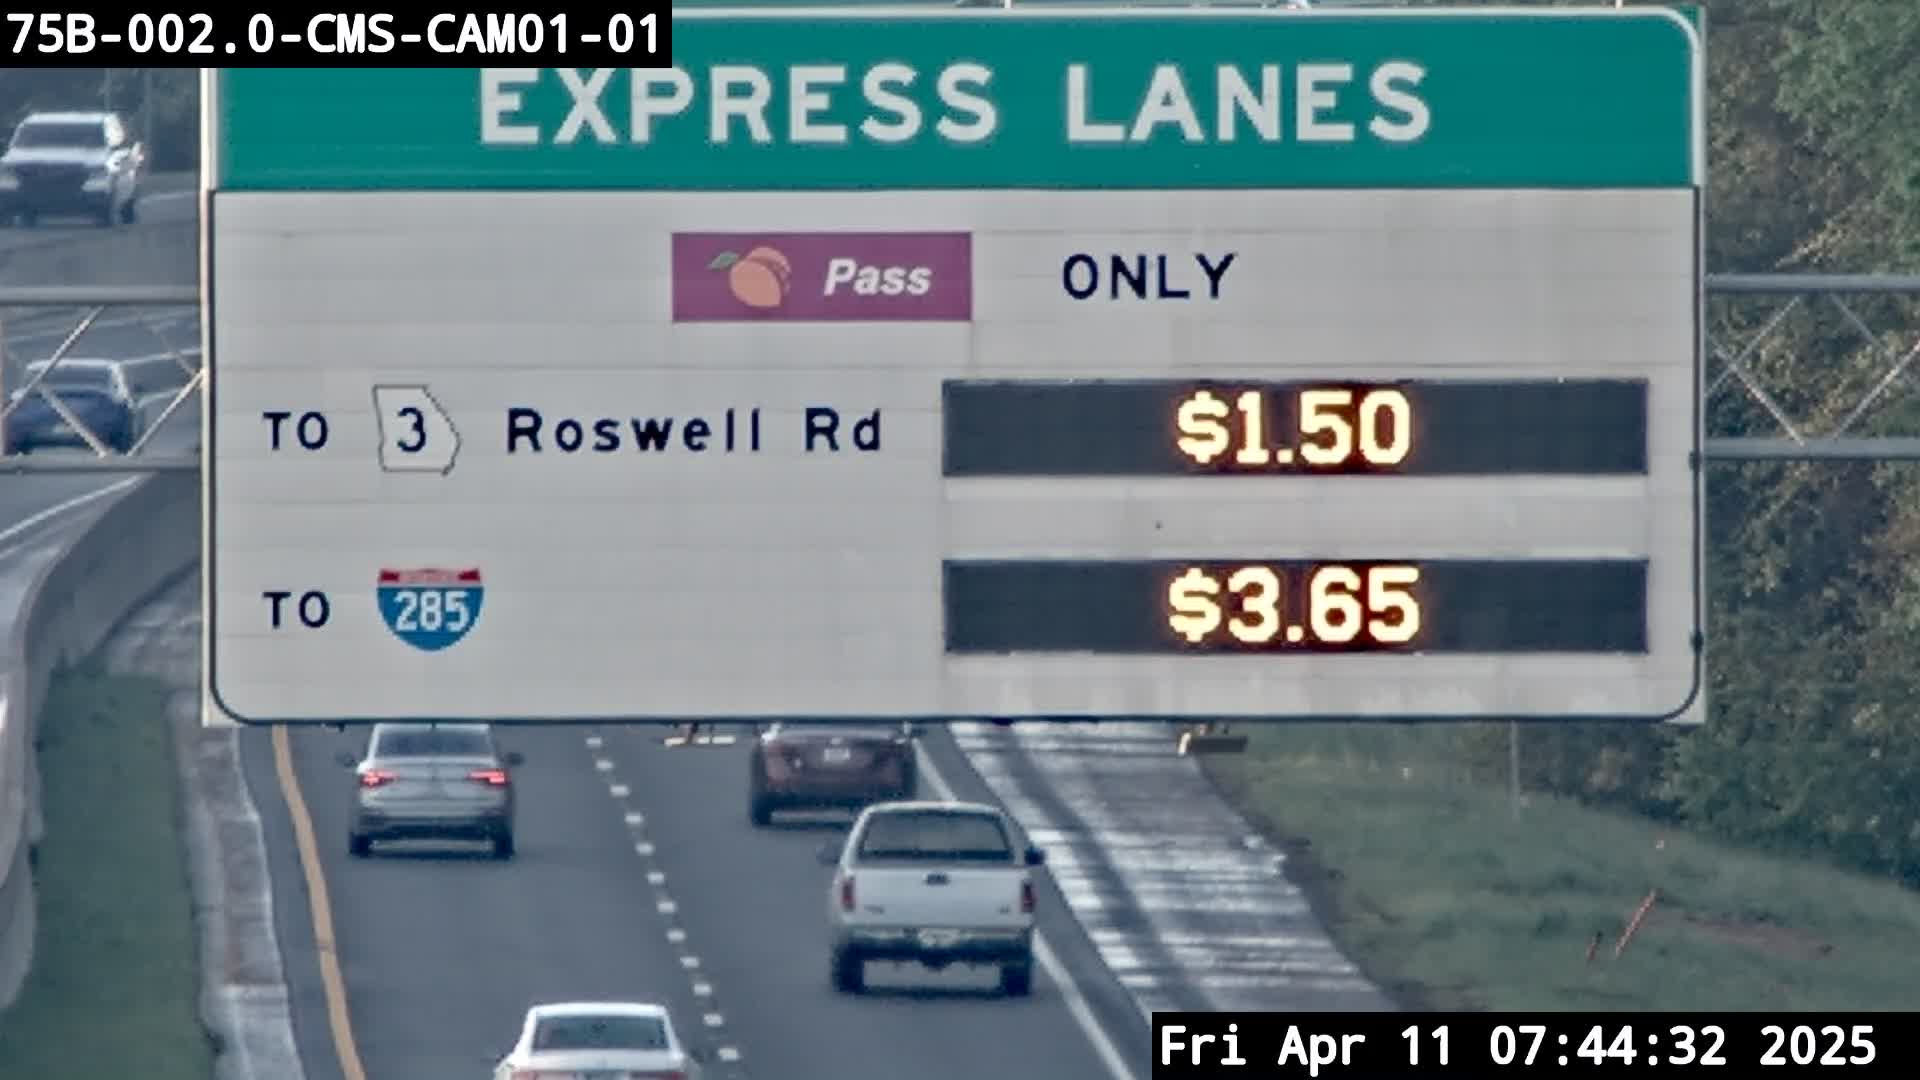 75B-002.0-CMS-CAM01-01
EXPRESS LANES
Pass ONLY
TO 3 Roswell Rd $1.50
TO 285 $3.65
Fri Apr 11 07:44:32 2025